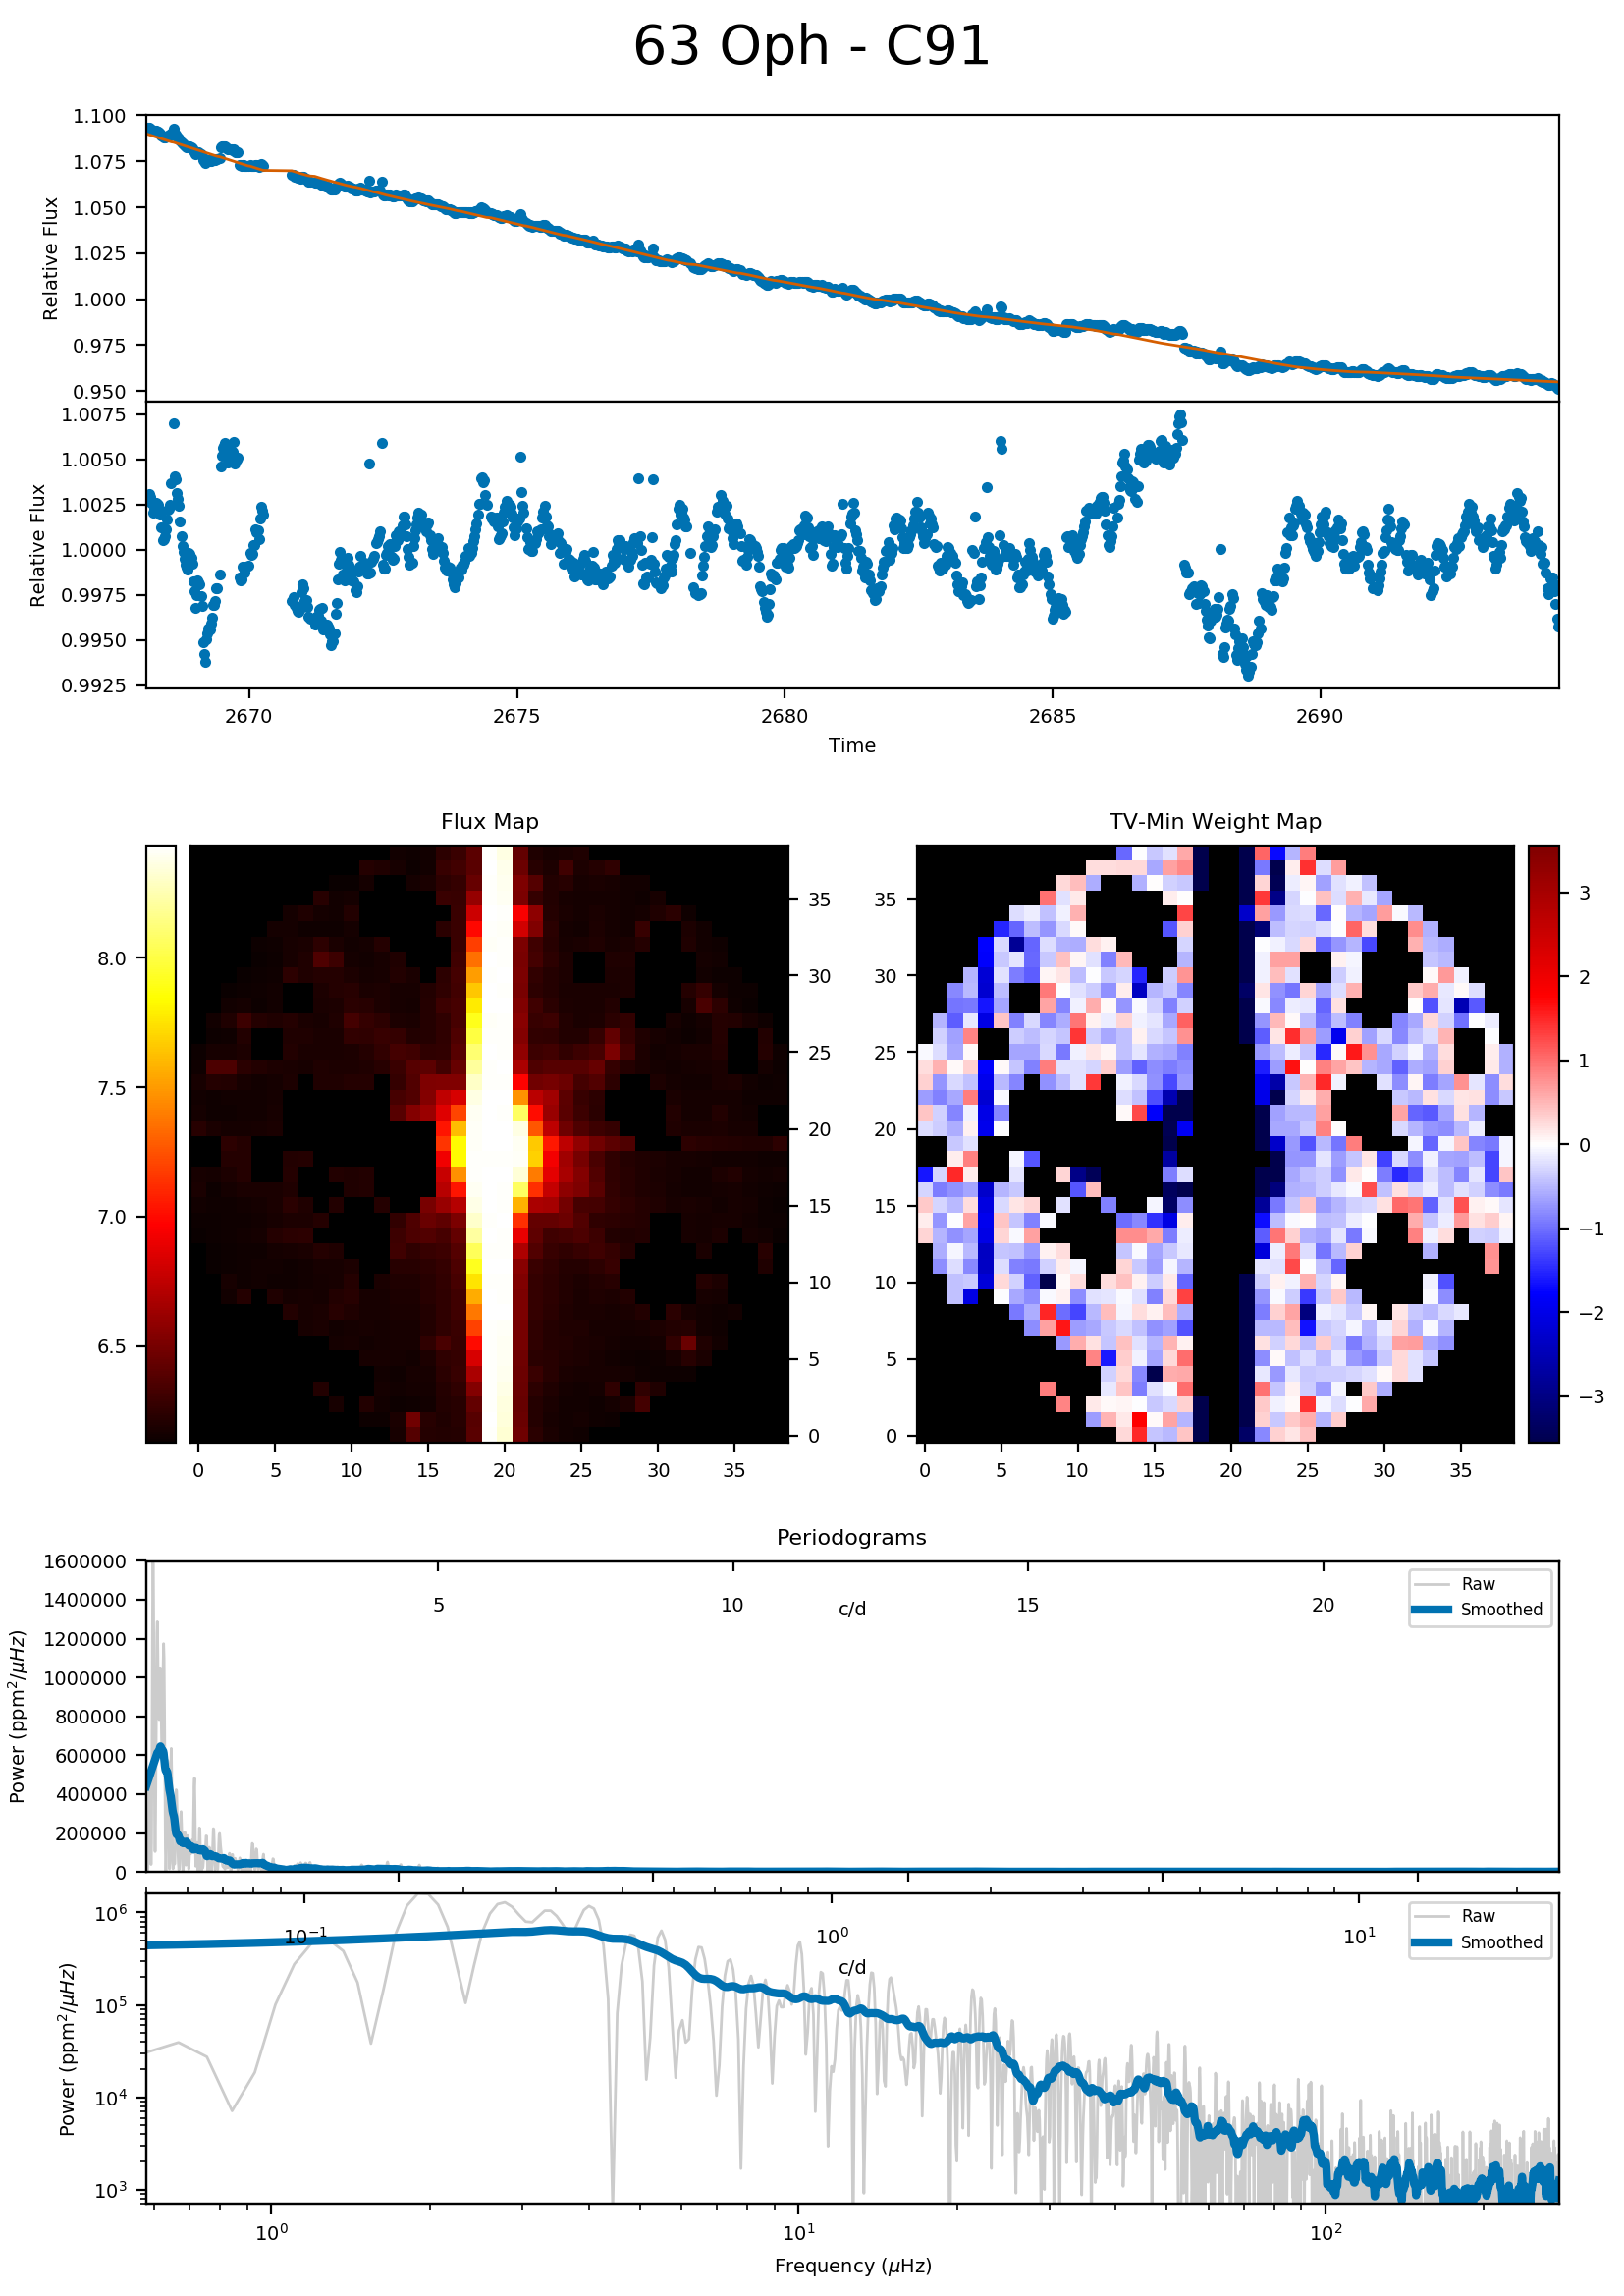 63 Oph - C91
1.100
1.075
1.050
1.025
1.000
0.975
0.950
Relative Flux
1.0075
1.0050
1.0025
1.0000
0.9975
0.9950
0.9925
Relative Flux
2670 2675 2680 2685 2690
Time
Flux Map
8.0
7.5
7.0
6.5
35
30
25
20
15
10
5
0
0 5 10 15 20 25 30 35
TV-Min Weight Map
35
30
25
20
15
10
5
0
0 5 10 15 20 25 30 35
3
2
1
0
−1
−2
−3
Periodograms
1600000
1400000
1200000
1000000
800000
600000
400000
200000
0
Power (ppm²/μHz)
5 10 15 20
c/d
Raw
Smoothed
10⁶
10⁵
10⁴
10³
Power (ppm²/μHz)
10⁻¹ 10⁰ 10¹
c/d
Raw
Smoothed
10⁰ 10¹ 10²
Frequency (μHz)